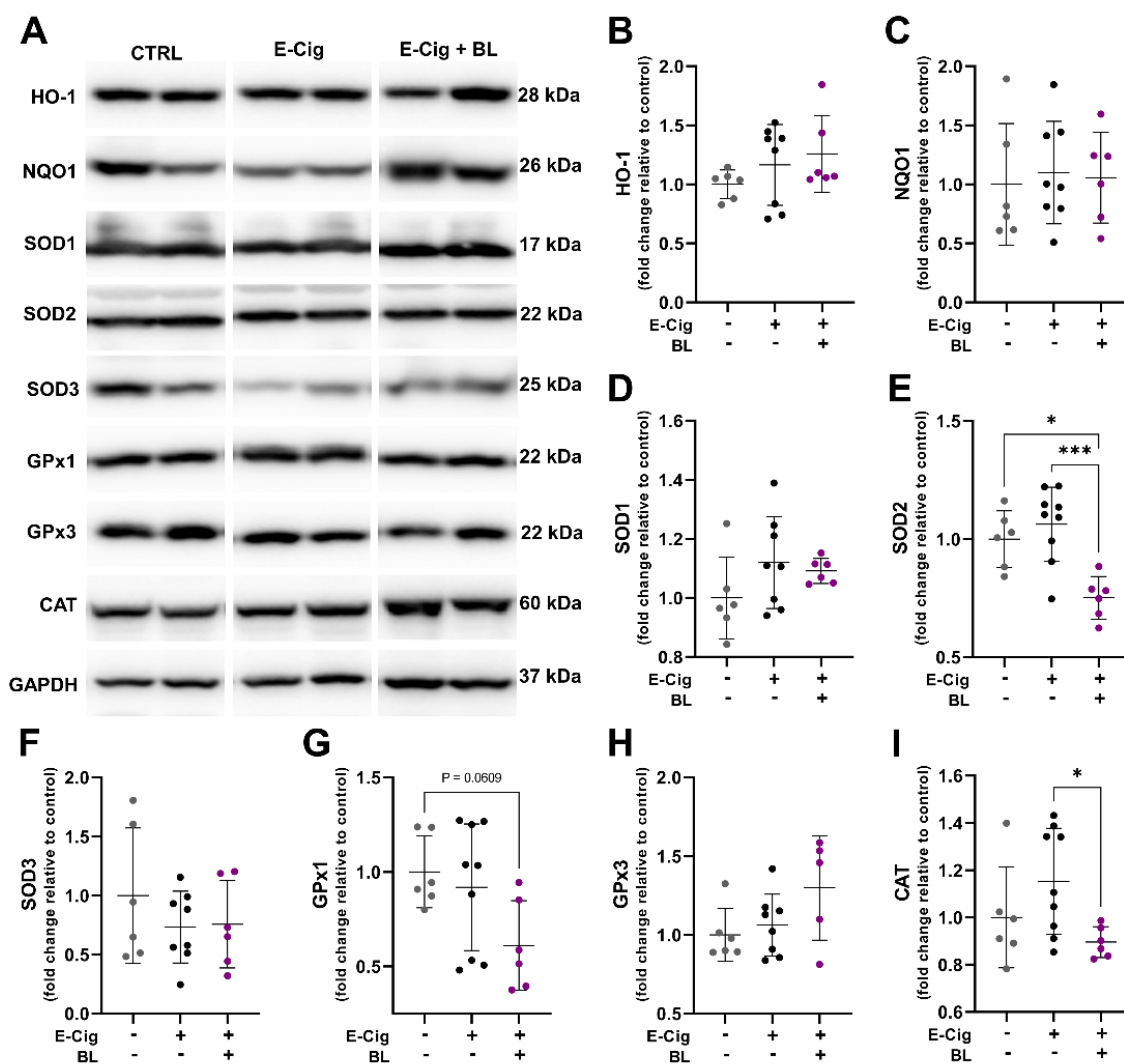 A
CTRL E-Cig E-Cig + BL
HO-1 28 kDa
NQO1 26 kDa
SOD1 17 kDa
SOD2 22 kDa
SOD3 25 kDa
GPx1 22 kDa
GPx3 22 kDa
CAT 60 kDa
GAPDH 37 kDa
B
HO-1
(fold change relative to control)
2.0
1.5
1.0
0.5
0.0
E-Cig - + +
BL - - +
C
NQO1
(fold change relative to control)
2.0
1.5
1.0
0.5
0.0
E-Cig - + +
BL - - +
D
SOD1
(fold change relative to control)
1.6
1.4
1.2
1.0
0.8
E-Cig - + +
BL - - +
E
SOD2
(fold change relative to control)
1.5
1.0
0.5
*
***
E-Cig - + +
BL - - +
F
SOD3
(fold change relative to control)
2.0
1.5
1.0
0.5
0.0
E-Cig - + +
BL - - +
G
GPx1
(fold change relative to control)
1.5
1.0
0.5
P = 0.0609
E-Cig - + +
BL - - +
H
GPx3
(fold change relative to control)
2.0
1.5
1.0
0.5
E-Cig - + +
BL - - +
I
CAT
(fold change relative to control)
1.6
1.4
1.2
1.0
0.8
0.6
*
E-Cig - + +
BL - - +